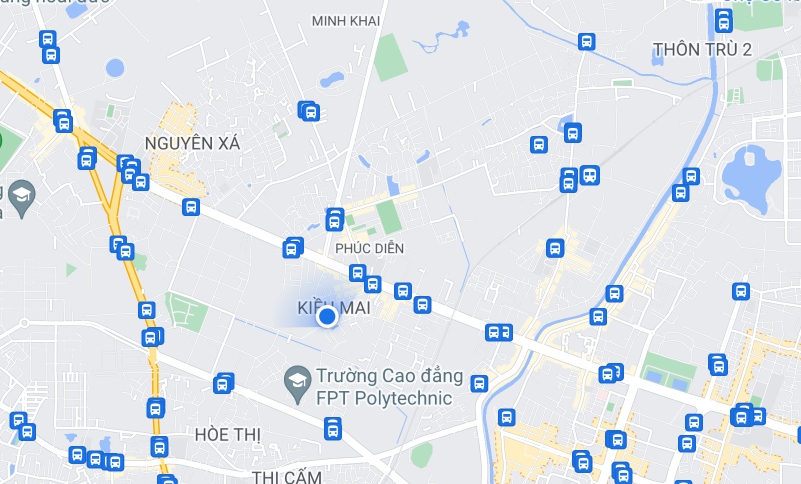 MINH KHAI
THÔN TRÙ 2
NGUYÊN XÁ
PHÚC DIỄN
KIỀU MAI
Trường Cao đẳng
FPT Polytechnic
HÒE THỊ
THỊ CẤM